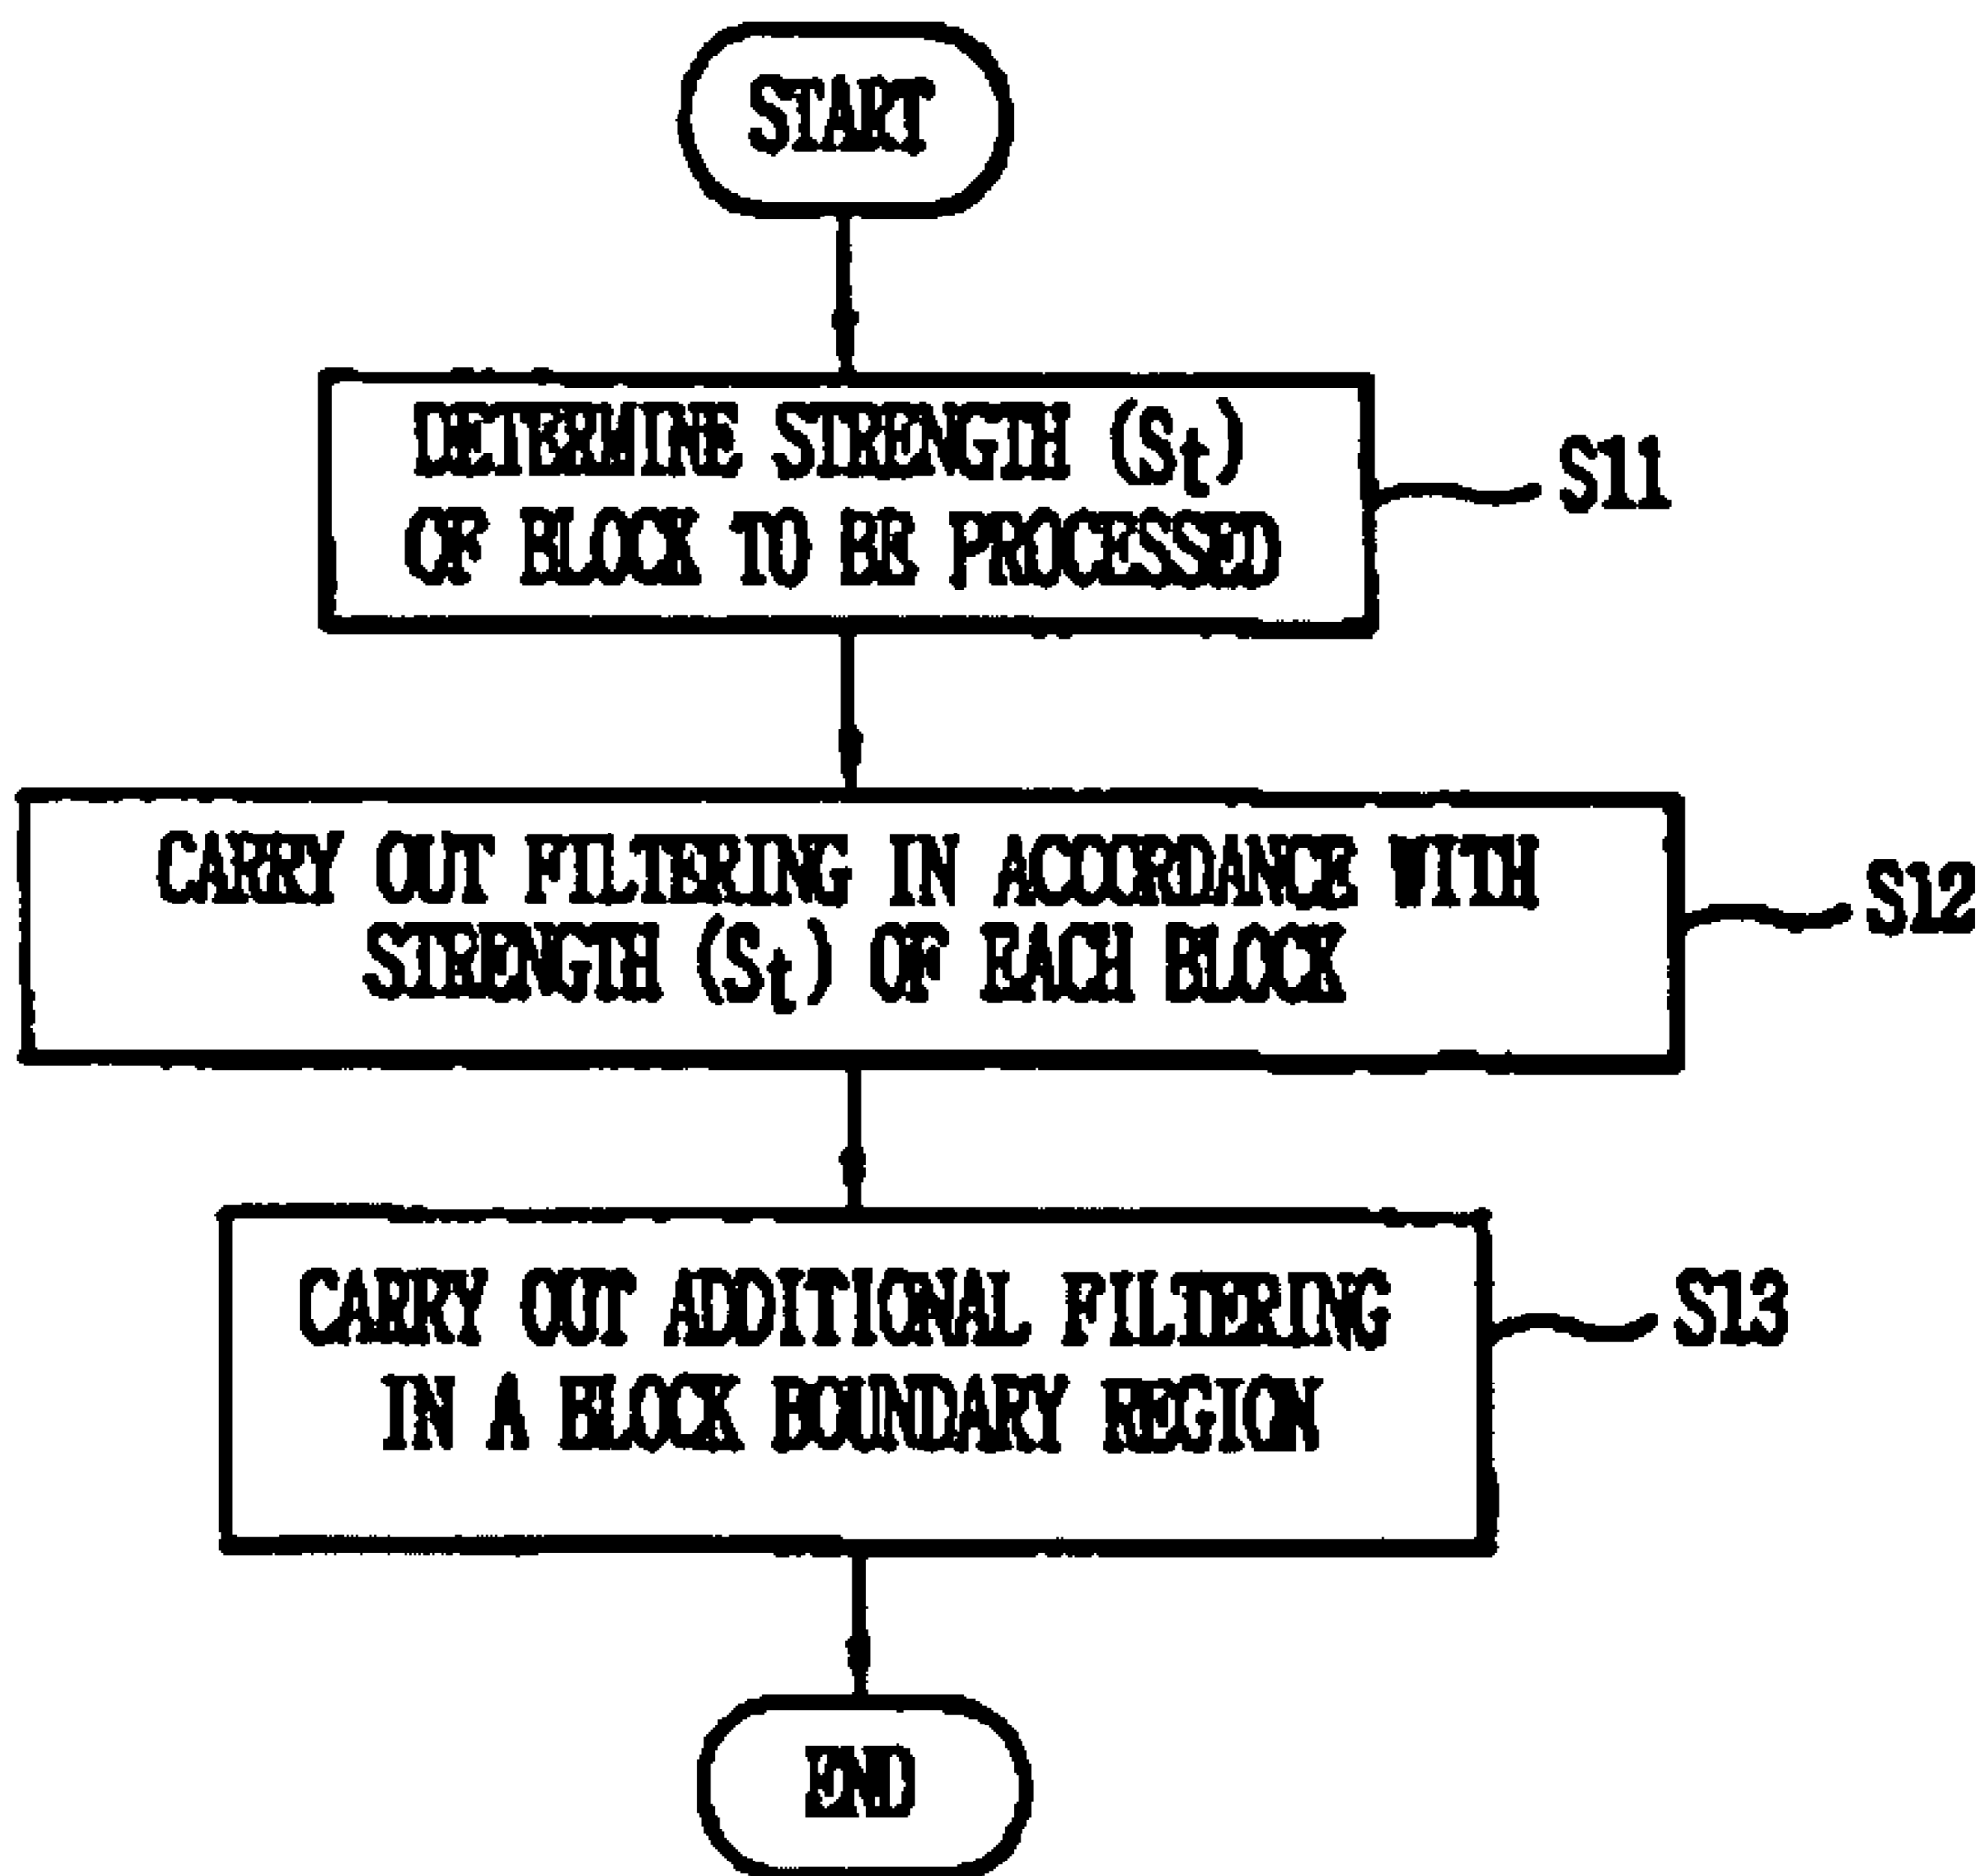 START
DETERMINE STRENGTH (St)
OF BLOCK TO BE PROCESSED
S11
CARRY OUT FILTERING IN ACCORDANCE WITH
STRENGTH (St) OF EACH BLOCK
S12
CARRY OUT ADDITIONAL FILTERING
IN A BLOCK BOUNDARY REGION
S13
END